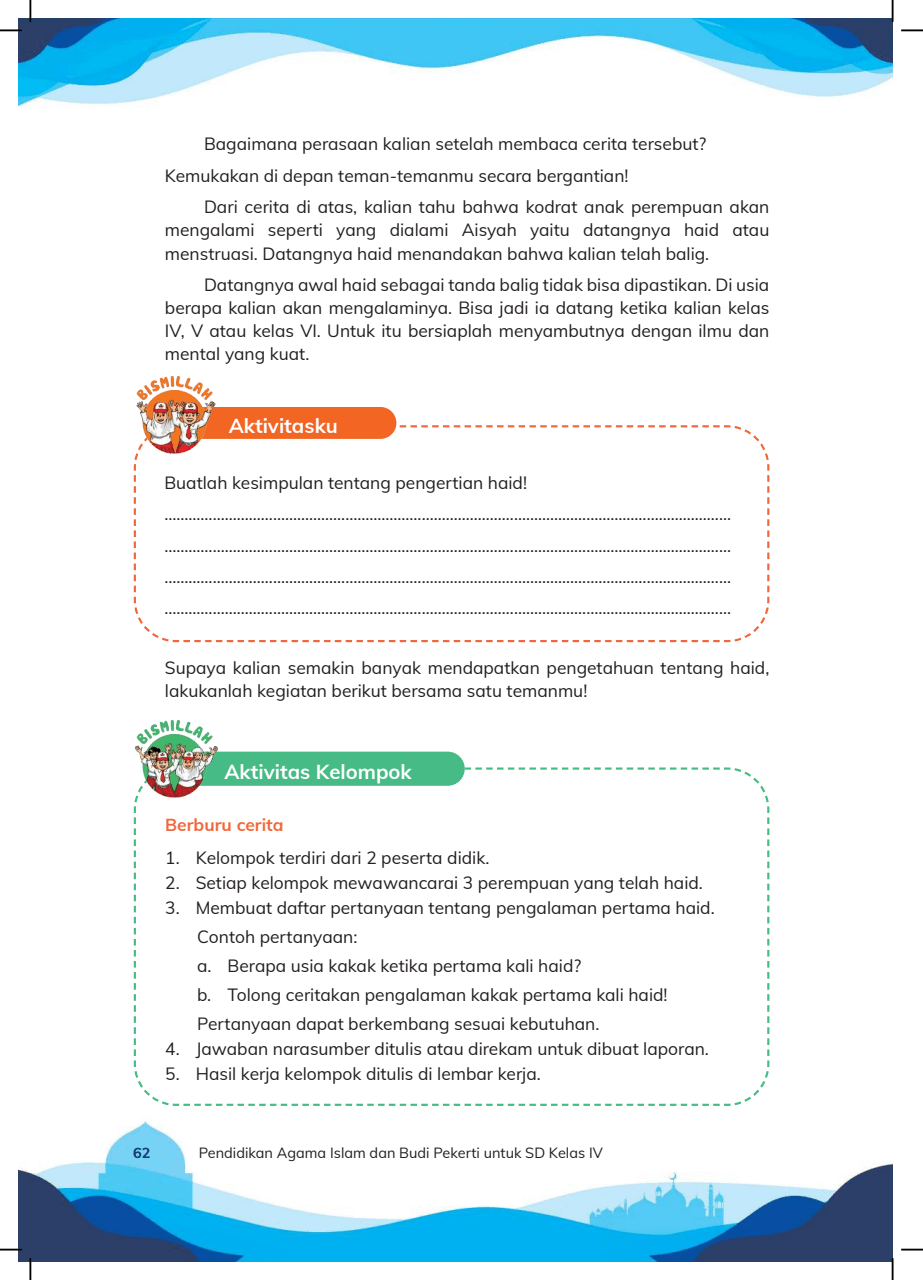 Bagaimana perasaan kalian setelah membaca cerita tersebut?
Kemukakan di depan teman-temanmu secara bergantian!
Dari cerita di atas, kalian tahu bahwa kodrat anak perempuan akan
mengalami seperti yang dialami Aisyah yaitu datangnya haid atau
menstruasi. Datangnya haid menandakan bahwa kalian telah balig.
Datangnya awal haid sebagai tanda balig tidak bisa dipastikan. Di usia
berapa kalian akan mengalaminya. Bisa jadi ia datang ketika kalian kelas
IV, V atau kelas VI. Untuk itu bersiaplah menyambutnya dengan ilmu dan
mental yang kuat.
BISMILLAH
Aktivitasku
Buatlah kesimpulan tentang pengertian haid!
..............................................................................................................................................
..............................................................................................................................................
..............................................................................................................................................
..............................................................................................................................................
Supaya kalian semakin banyak mendapatkan pengetahuan tentang haid,
lakukanlah kegiatan berikut bersama satu temanmu!
BISMILLAH
Aktivitas Kelompok
Berburu cerita
1. Kelompok terdiri dari 2 peserta didik.
2. Setiap kelompok mewawancarai 3 perempuan yang telah haid.
3. Membuat daftar pertanyaan tentang pengalaman pertama haid.
Contoh pertanyaan:
a. Berapa usia kakak ketika pertama kali haid?
b. Tolong ceritakan pengalaman kakak pertama kali haid!
Pertanyaan dapat berkembang sesuai kebutuhan.
4. Jawaban narasumber ditulis atau direkam untuk dibuat laporan.
5. Hasil kerja kelompok ditulis di lembar kerja.
62 Pendidikan Agama Islam dan Budi Pekerti untuk SD Kelas IV